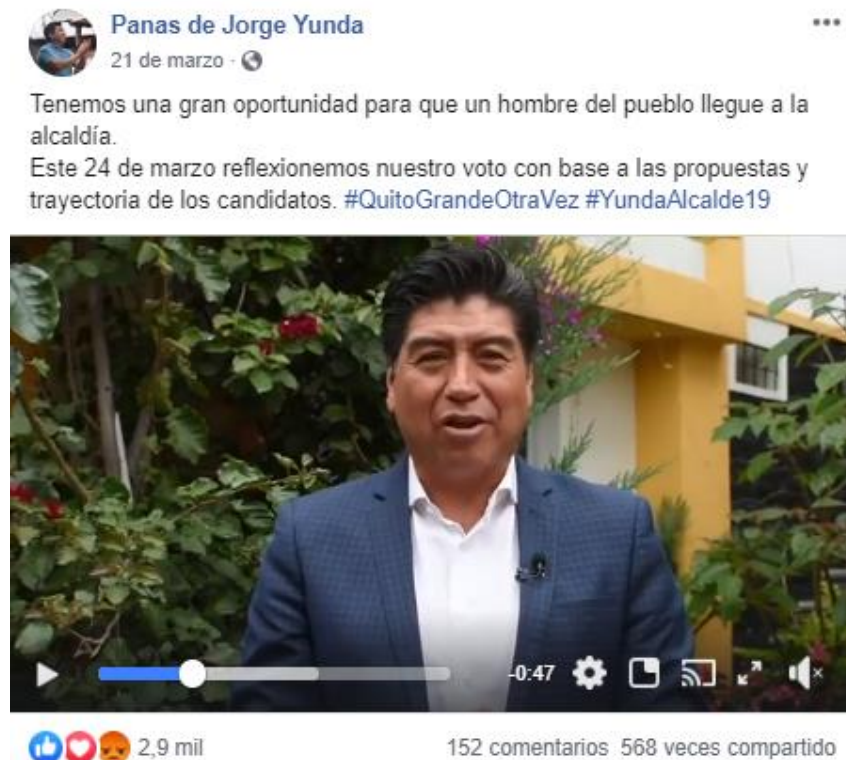 Panas de Jorge Yunda
21 de marzo ·
Tenemos una gran oportunidad para que un hombre del pueblo llegue a la
alcaldía.
Este 24 de marzo reflexionemos nuestro voto con base a las propuestas y
trayectoria de los candidatos. #QuitoGrandeOtraVez #YundaAlcalde19
-0:47
2,9 mil 152 comentarios 568 veces compartido